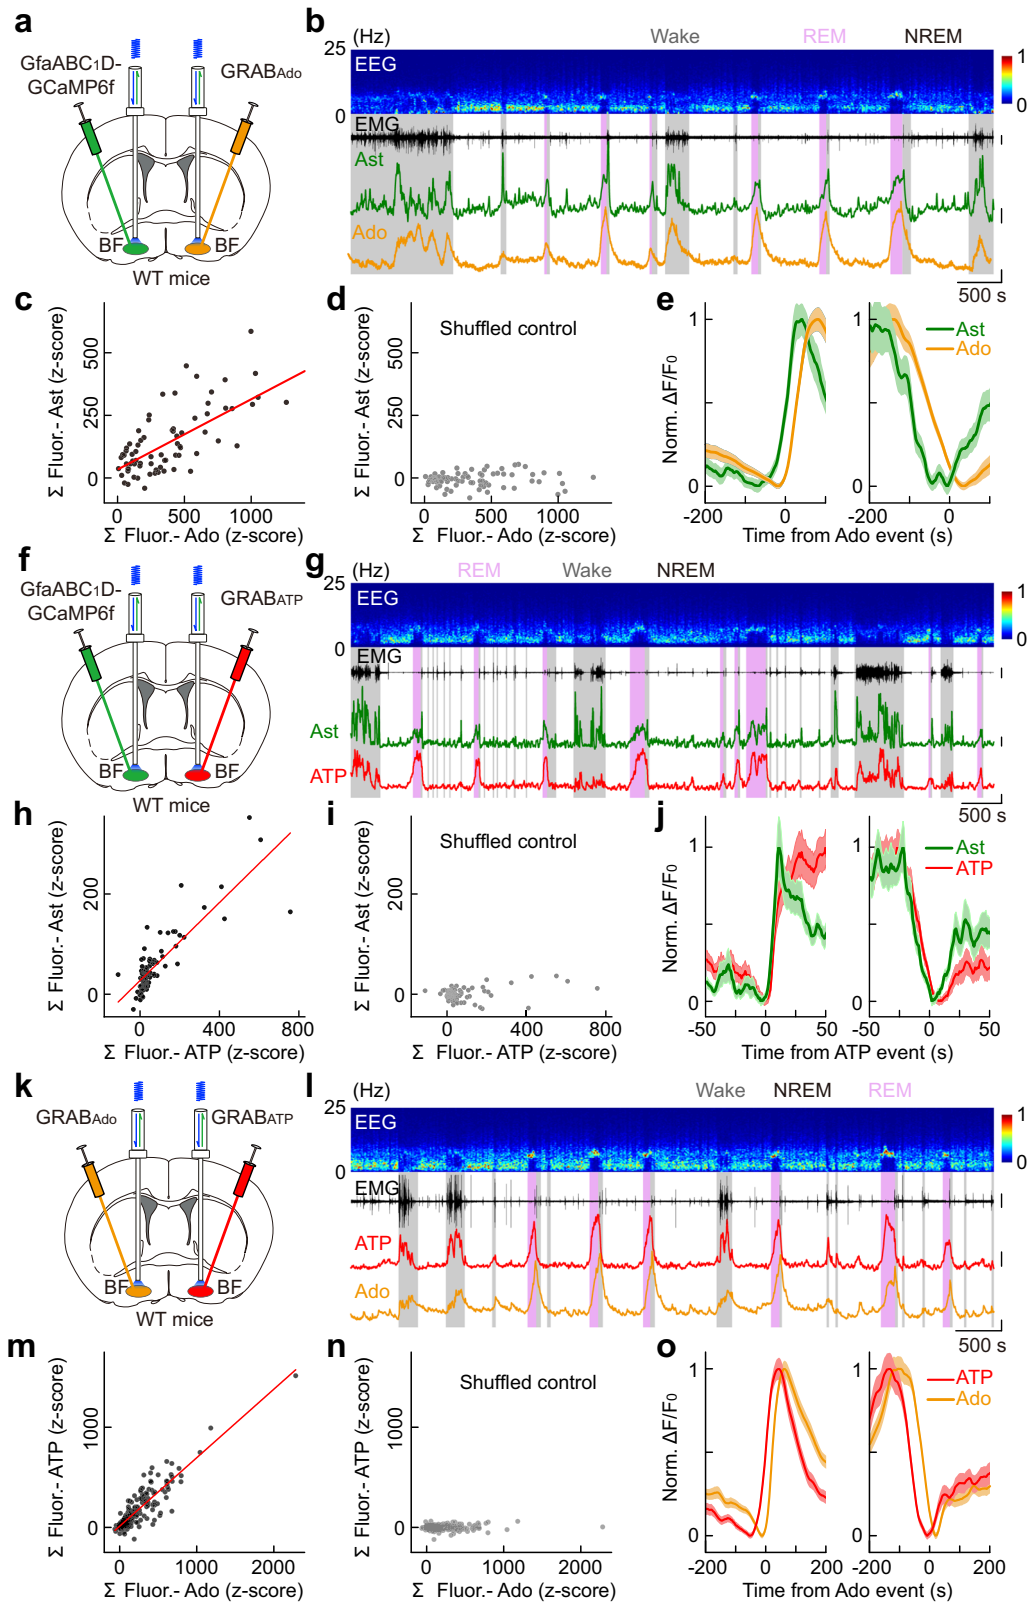 a
GfaABC1D-
GCaMP6f
GRABAdo
BF
BF
WT mice
b
(Hz)
Wake
REM
NREM
25
EEG
0
1
0
EMG
Ast
Ado
500 s
c
Σ Fluor.- Ast (z-score)
500
250
0
0
500
1000
Σ Fluor.- Ado (z-score)
d
Shuffled control
Σ Fluor.- Ast (z-score)
500
250
0
0
500
1000
Σ Fluor.- Ado (z-score)
e
Norm. ΔF/F0
1
0
-200
0
1
0
-200
0
Ast
Ado
Time from Ado event (s)
f
GfaABC1D-
GCaMP6f
GRABATP
BF
BF
WT mice
g
(Hz)
REM
Wake
NREM
25
EEG
0
1
0
EMG
Ast
ATP
500 s
h
Σ Fluor.- Ast (z-score)
200
0
0
400
800
Σ Fluor.- ATP (z-score)
i
Shuffled control
Σ Fluor.- Ast (z-score)
200
0
0
400
800
Σ Fluor.- ATP (z-score)
j
Norm. ΔF/F0
1
0
-50
0
50
1
0
-50
0
50
Ast
ATP
Time from ATP event (s)
k
GRABAdo
GRABATP
BF
BF
WT mice
l
(Hz)
Wake
NREM
REM
25
EEG
0
1
0
EMG
ATP
Ado
500 s
m
Σ Fluor.- ATP (z-score)
1000
0
0
1000
2000
Σ Fluor.- Ado (z-score)
n
Shuffled control
Σ Fluor.- ATP (z-score)
1000
0
0
1000
2000
Σ Fluor.- Ado (z-score)
o
Norm. ΔF/F0
1
0
-200
0
200
1
0
-200
0
200
ATP
Ado
Time from Ado event (s)